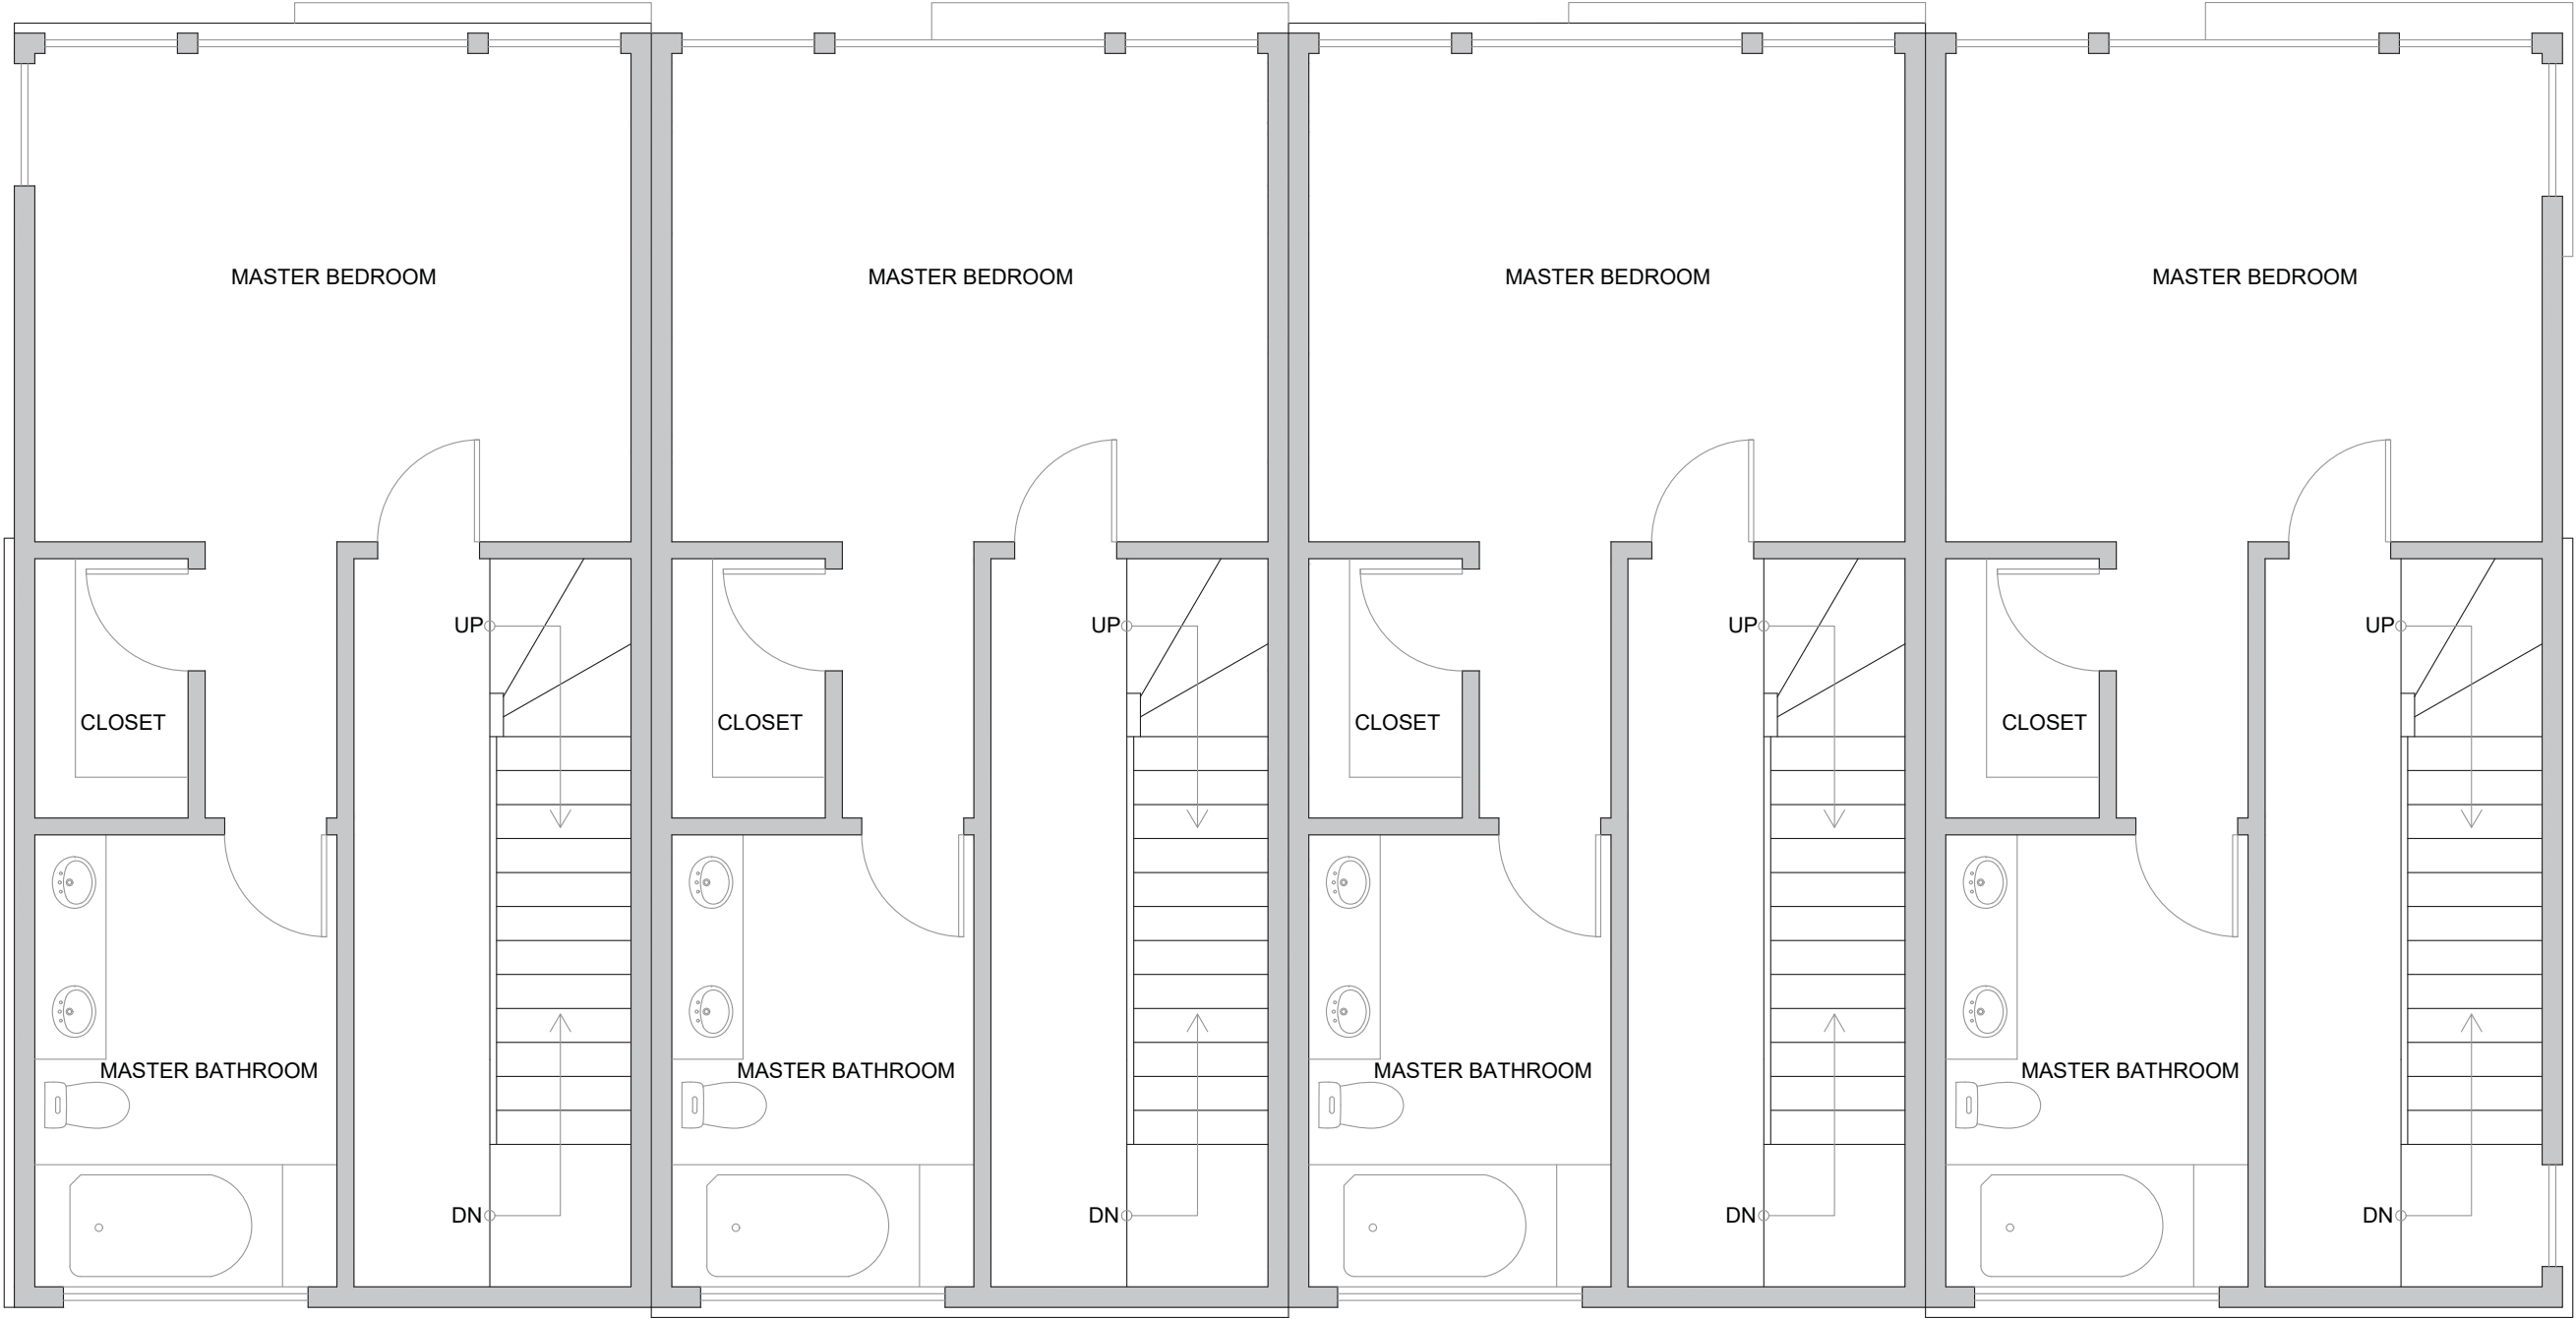 MASTER BEDROOM MASTER BEDROOM MASTER BEDROOM MASTER BEDROOM
UP UP UP UP
CLOSET CLOSET CLOSET CLOSET
MASTER BATHROOM MASTER BATHROOM MASTER BATHROOM MASTER BATHROOM
DN DN DN DN